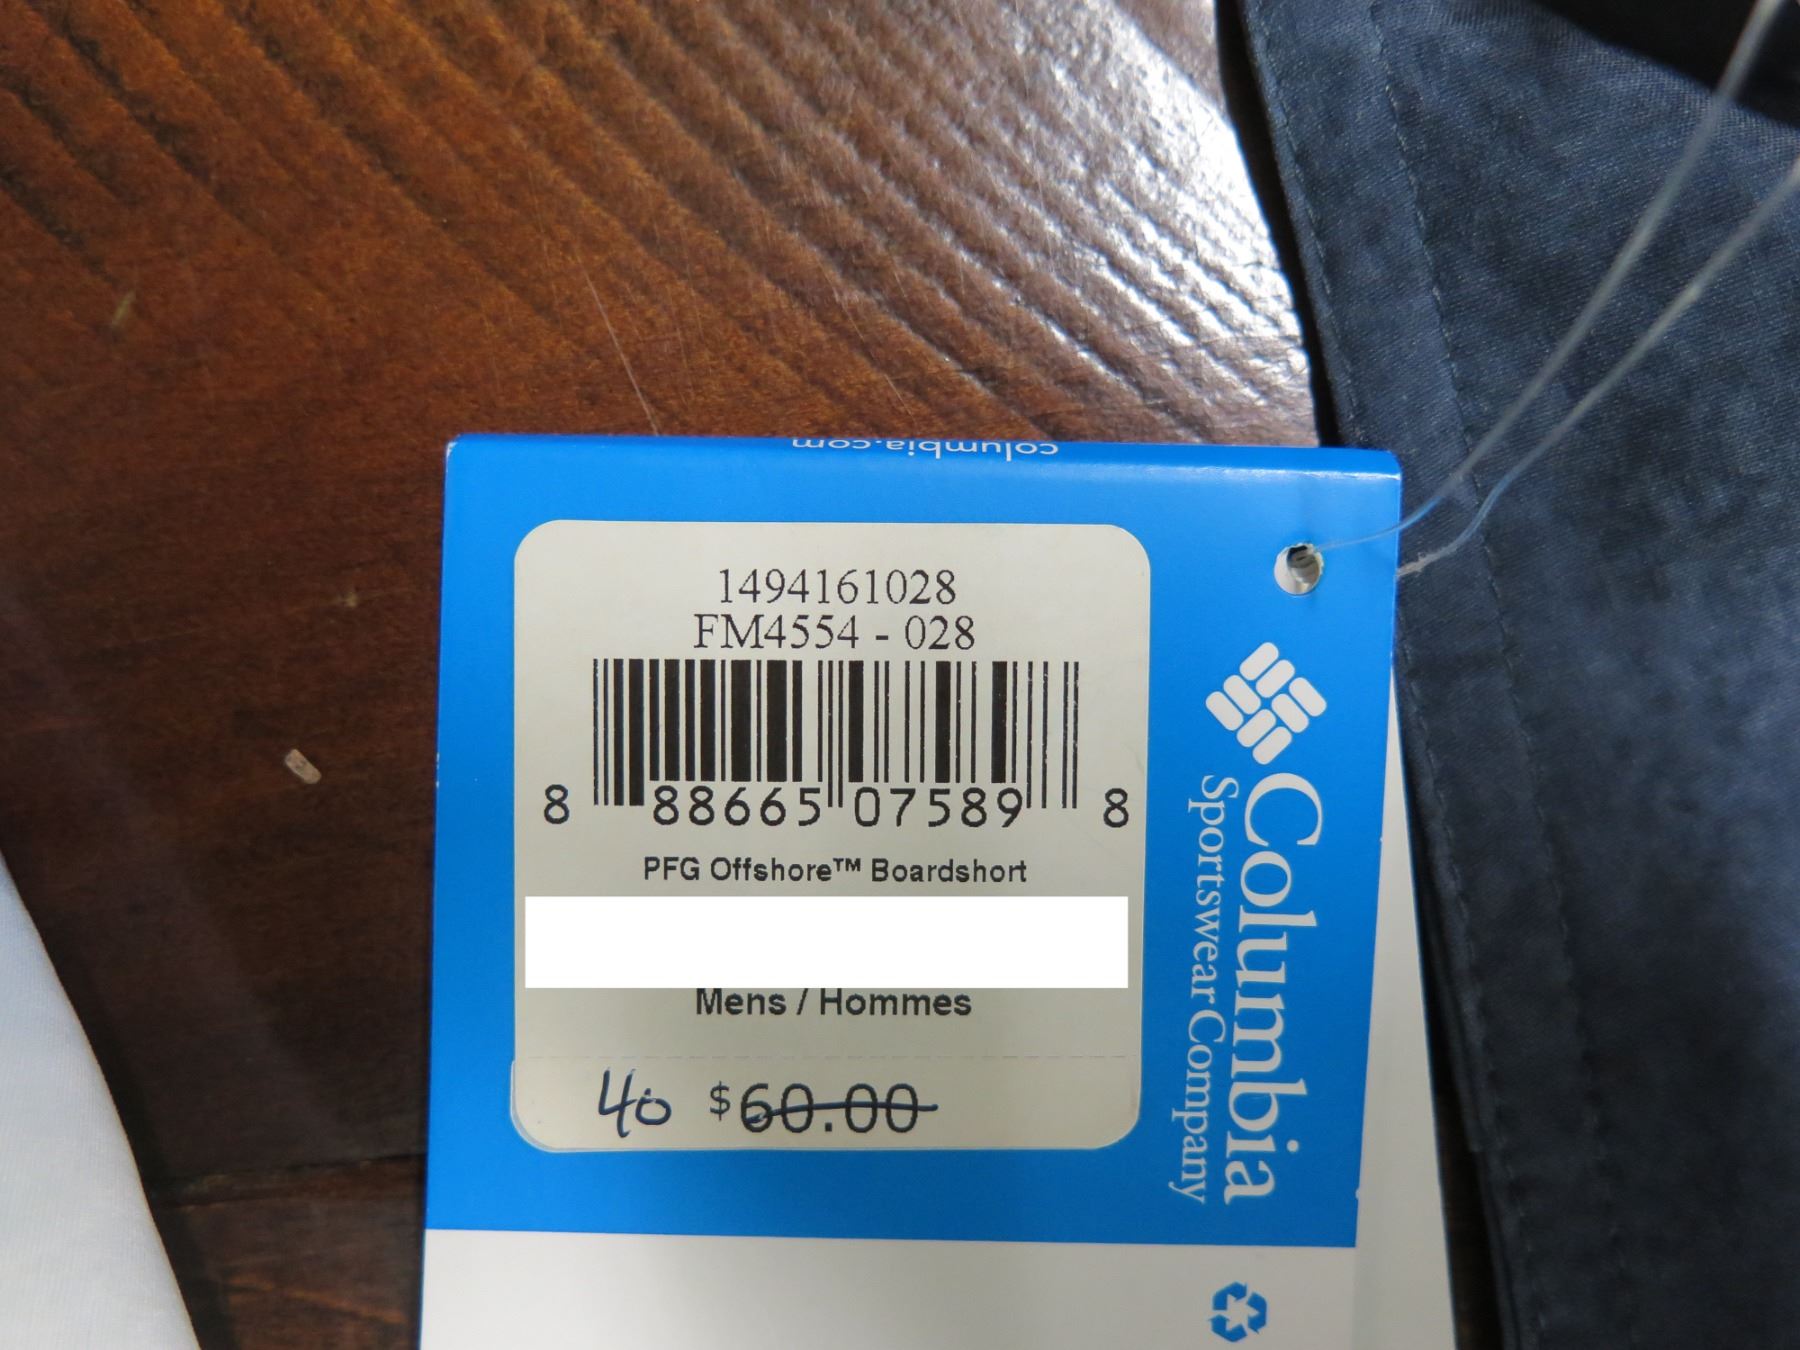 columbia.com
1494161028
FM4554 - 028
8 88665 07589 8
PFG Offshore™ Boardshort
Mens / Hommes
40 $60.00
Columbia
Sportswear Company